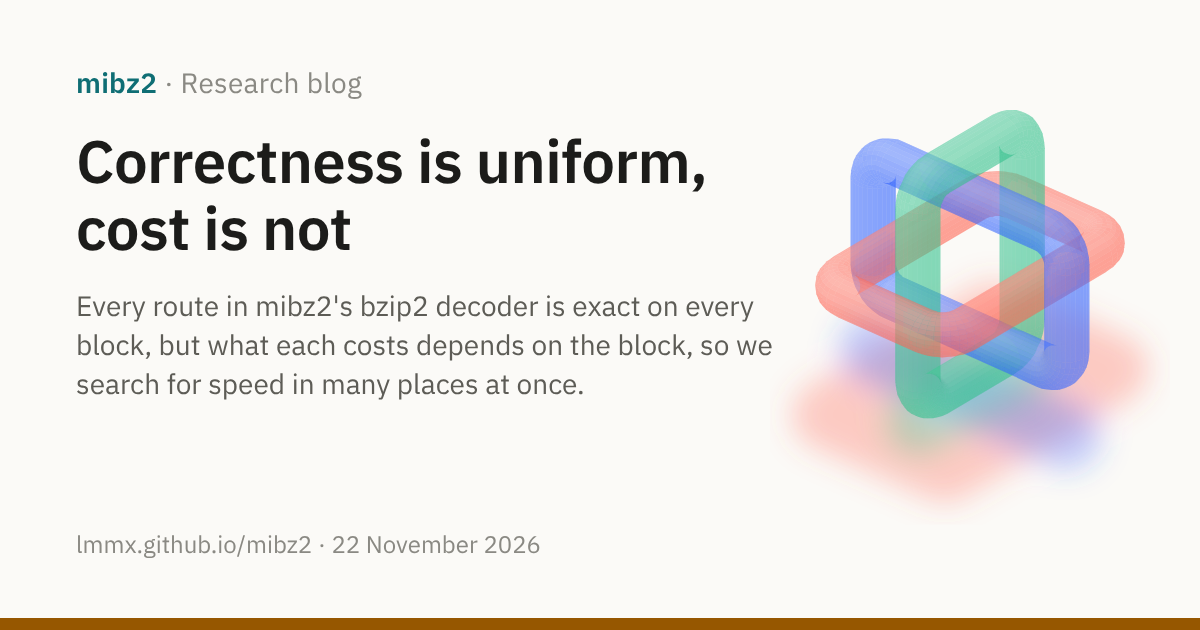 mibz2 · Research blog
Correctness is uniform,
cost is not
Every route in mibz2's bzip2 decoder is exact on every
block, but what each costs depends on the block, so we
search for speed in many places at once.
lmmx.github.io/mibz2 · 22 November 2026